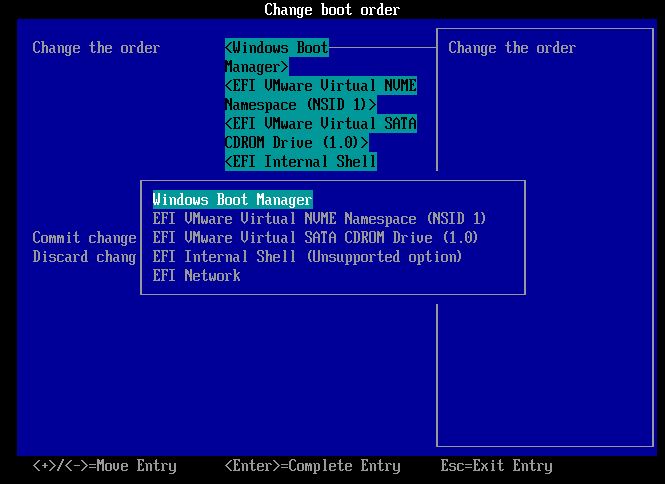 Change boot order
Change the order
<Windows Boot
Manager>
<EFI VMware Virtual NVME
Namespace (NSID 1)>
<EFI VMware Virtual SATA
CDROM Drive (1.0)>
<EFI Internal Shell
Change the order
Windows Boot Manager
EFI VMware Virtual NVME Namespace (NSID 1)
EFI VMware Virtual SATA CDROM Drive (1.0)
EFI Internal Shell (Unsupported option)
EFI Network
Commit change
Discard chang
<+>/<->=Move Entry
<Enter>=Complete Entry
Esc=Exit Entry